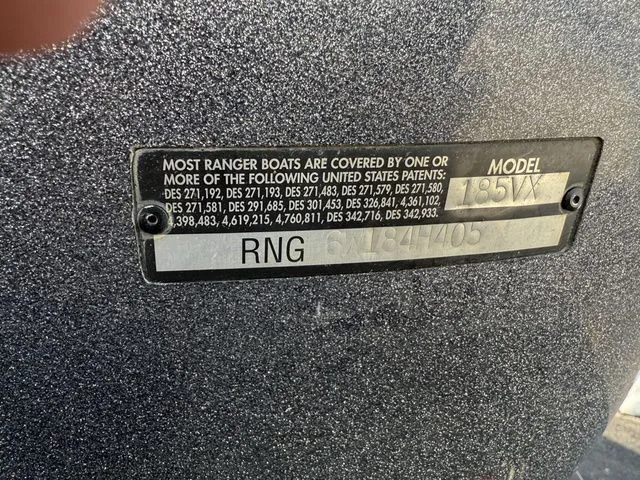 MOST RANGER BOATS ARE COVERED BY ONE OR
MORE OF THE FOLLOWING UNITED STATES PATENTS:
DES 271,192, DES 271,193, DES 271,483, DES 271,579, DES 271,580,
DES 271,581, DES 291,685, DES 301,453, DES 326,841, 4,361,102,
4,398,483, 4,619,215, 4,760,811, DES 342,716, DES 342,933.
MODEL
185VX
RNG